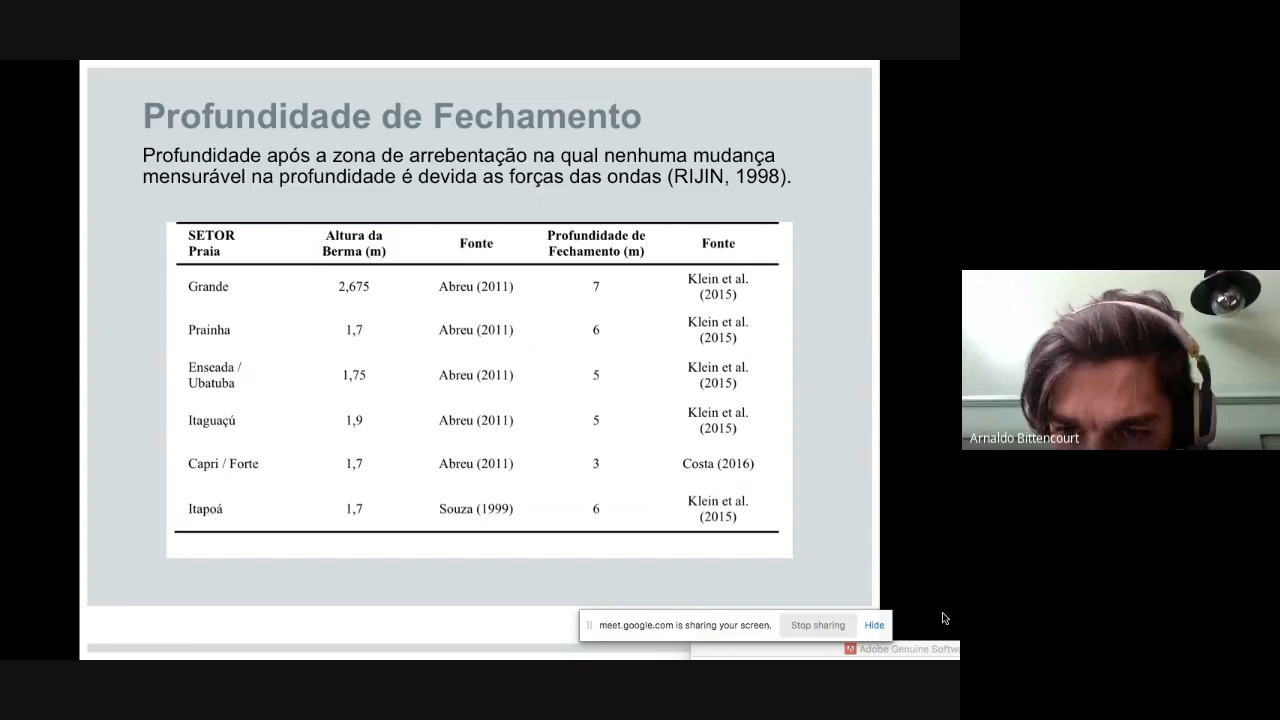 Profundidade de Fechamento
Profundidade após a zona de arrebentação na qual nenhuma mudança
mensurável na profundidade é devida as forças das ondas (RIJIN, 1998).
SETOR Praia Altura da Berma (m) Fonte Profundidade de Fechamento (m) Fonte
Grande 2,675 Abreu (2011) 7 Klein et al. (2015)
Prainha 1,7 Abreu (2011) 6 Klein et al. (2015)
Enseada / Ubatuba 1,75 Abreu (2011) 5 Klein et al. (2015)
Itaguaçú 1,9 Abreu (2011) 5 Klein et al. (2015)
Capri / Forte 1,7 Abreu (2011) 3 Costa (2016)
Itapoá 1,7 Souza (1999) 6 Klein et al. (2015)
meet.google.com is sharing your screen. Stop sharing Hide
Adobe Genuine Softw
Arnaldo Bittencourt